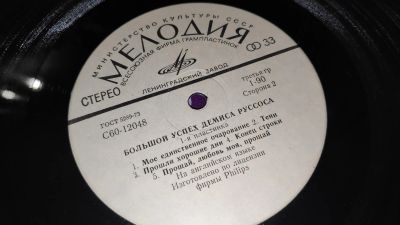 МИНИСТЕРСТВО КУЛЬТУРЫ СССР
МЕЛОДИЯ
ВСЕСОЮЗНАЯ ФИРМА ГРАМПЛАСТИНОК
33
ЛЕНИНГРАДСКИЙ ЗАВОД
СТЕРЕО
ГОСТ 5289-73
С60-12048
Третья гр
1-90
Сторона 2
БОЛЬШОЙ УСПЕХ ДЕМИСА РУССОСА
1-я пластинка
1. Мое единственное очарование 2. Тени
3. Прошли хорошие дни 4. Конец строки
5. Прощай, любовь моя, прощай
На английском языке
Изготовлено по лицензии
фирмы Philips